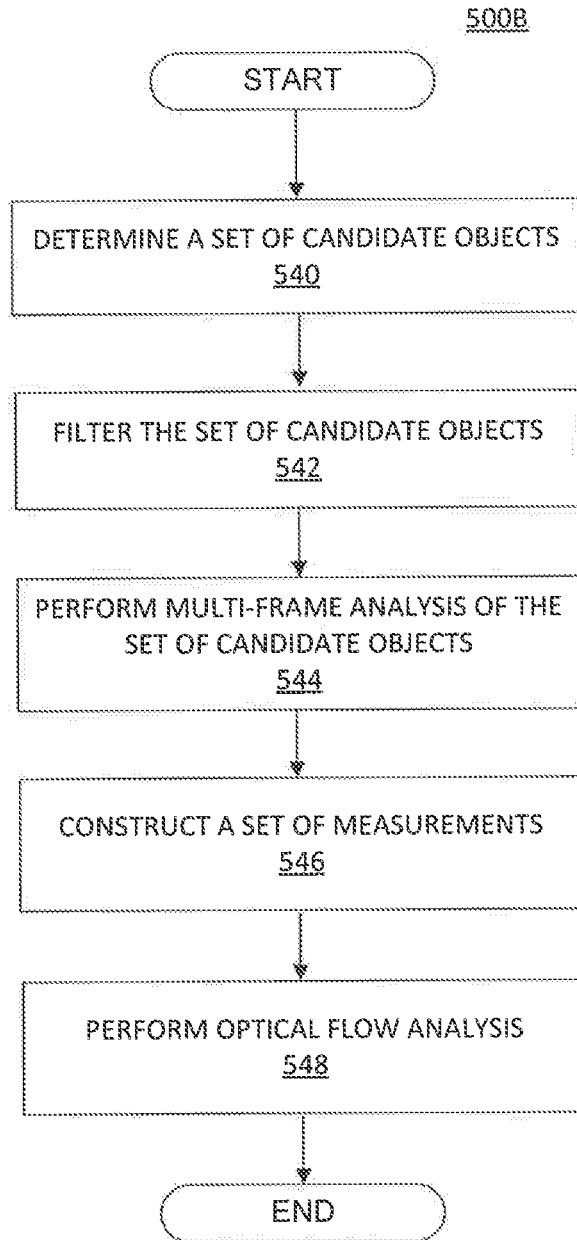 500B
START
DETERMINE A SET OF CANDIDATE OBJECTS
540
FILTER THE SET OF CANDIDATE OBJECTS
542
PERFORM MULTI-FRAME ANALYSIS OF THE
SET OF CANDIDATE OBJECTS
544
CONSTRUCT A SET OF MEASUREMENTS
546
PERFORM OPTICAL FLOW ANALYSIS
548
END